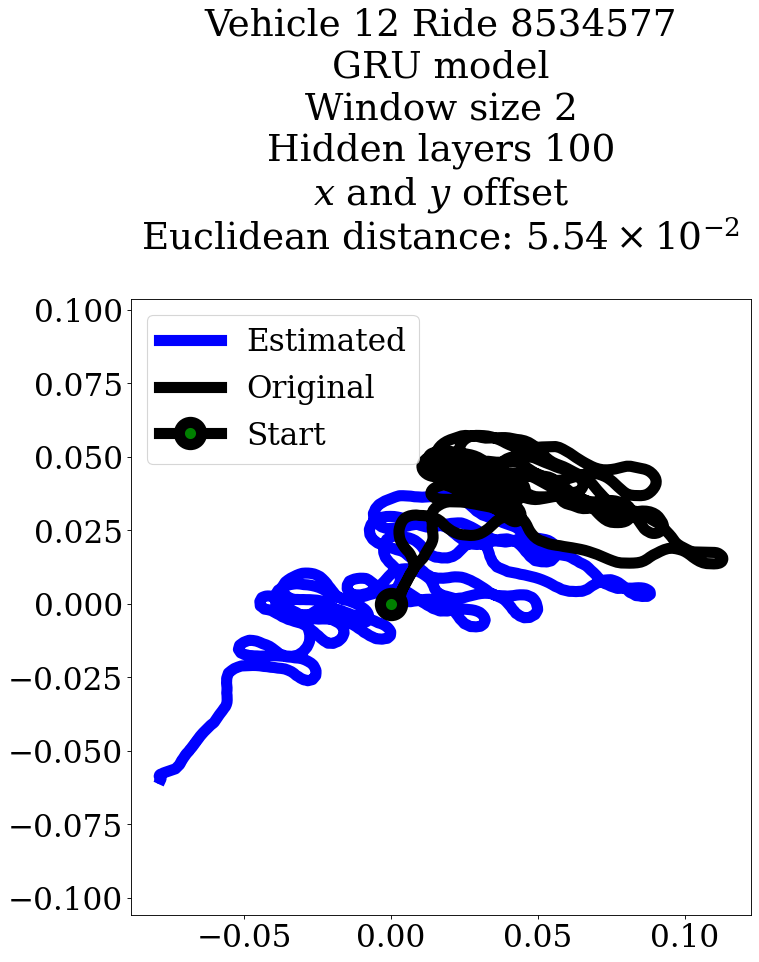 Vehicle 12 Ride 8534577
GRU model
Window size 2
Hidden layers 100
x and y offset
Euclidean distance: 5.54 × 10⁻²
Estimated
Original
Start
0.100
0.075
0.050
0.025
0.000
−0.025
−0.050
−0.075
−0.100
−0.05 0.00 0.05 0.10